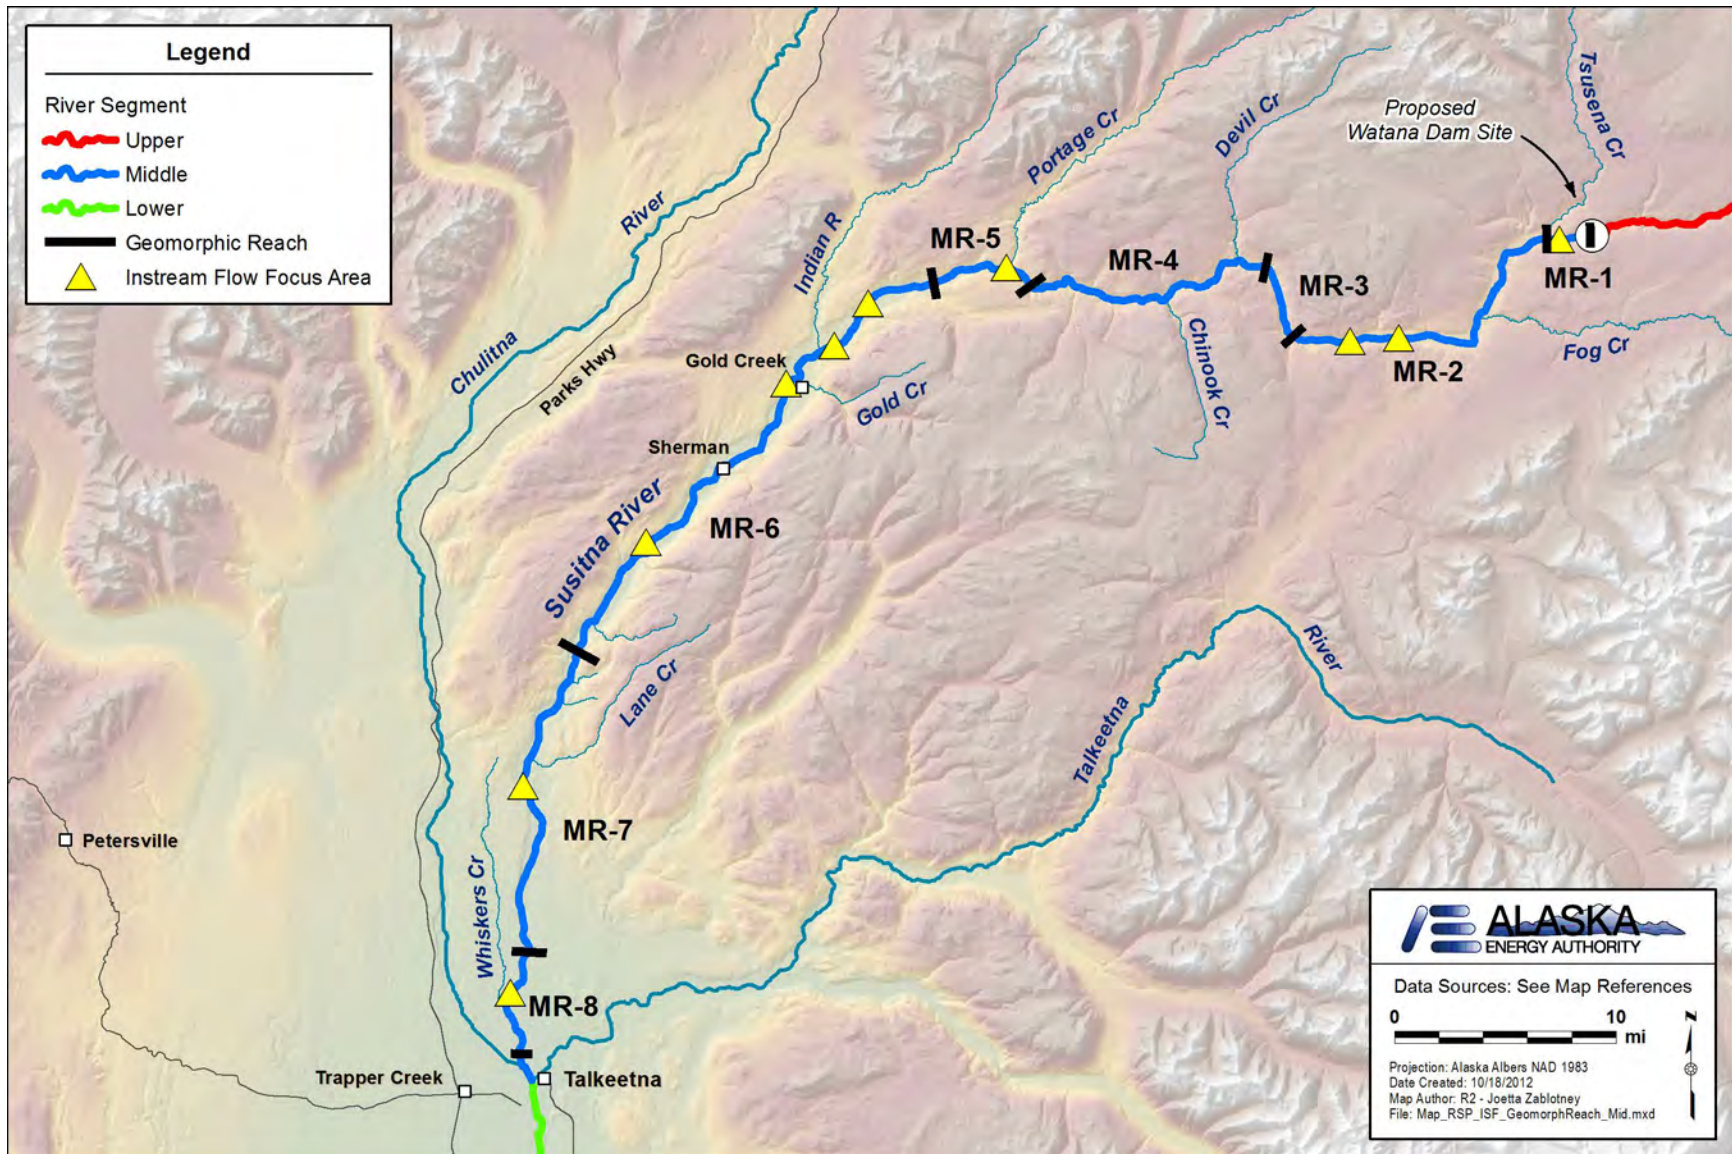 Legend
River Segment
Upper
Middle
Lower
Geomorphic Reach
Instream Flow Focus Area
Tsusena Cr
Proposed
Watana Dam Site
Portage Cr
Devil Cr
River
Indian R
MR-5
MR-4
MR-3
MR-1
Chulitna
Parks Hwy
Gold Creek
Gold Cr
Chinook Cr
MR-2
Fog Cr
Sherman
Susitna River
MR-6
River
Lane Cr
Talkeetna
Petersville
MR-7
Whiskers Cr
MR-8
Trapper Creek
Talkeetna
ALASKA
ENERGY AUTHORITY
Data Sources: See Map References
0 10
mi
N
Projection: Alaska Albers NAD 1983
Date Created: 10/18/2012
Map Author: R2 - Joetta Zablotney
File: Map_RSP_ISF_GeomorphReach_Mid.mxd